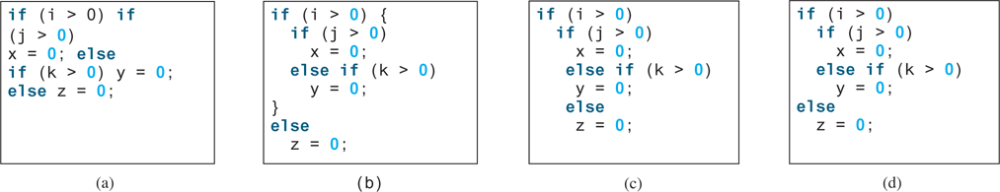 if (i > 0) if
(j > 0)
x = 0; else
if (k > 0) y = 0;
else z = 0;
(a)
if (i > 0) {
  if (j > 0)
    x = 0;
  else if (k > 0)
    y = 0;
}
else
  z = 0;
(b)
if (i > 0)
  if (j > 0)
    x = 0;
   else if (k > 0)
    y = 0;
   else
    z = 0;
(c)
if (i > 0)
  if (j > 0)
    x = 0;
  else if (k > 0)
    y = 0;
else
  z = 0;
(d)